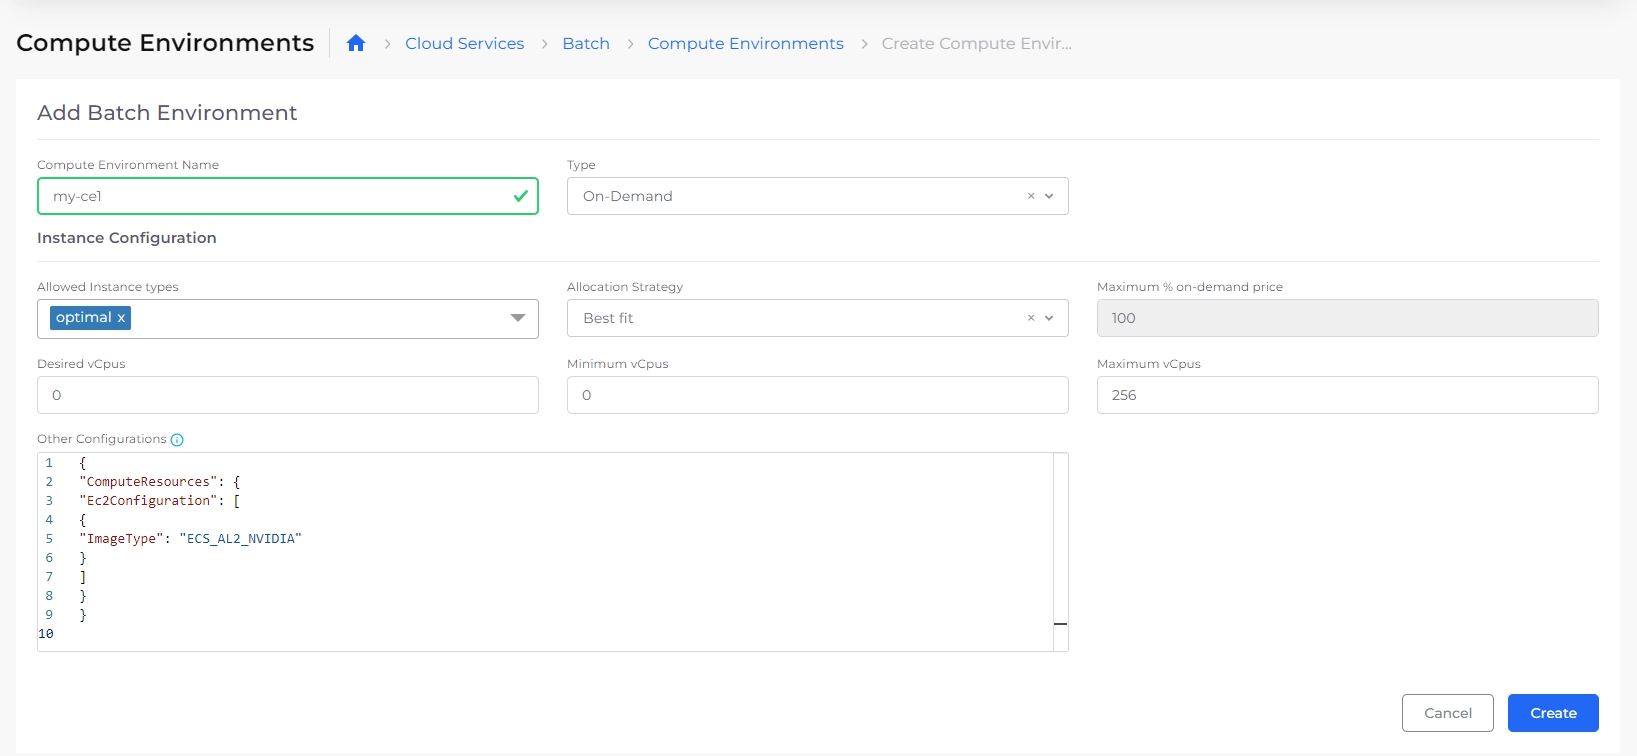 Compute Environments
Cloud Services > Batch > Compute Environments > Create Compute Envir...
Add Batch Environment
Compute Environment Name
Type
my-ce1
On-Demand × 
Instance Configuration
Allowed Instance types
Allocation Strategy
Maximum % on-demand price
optimal x
Best fit ×
100
Desired vCpus
Minimum vCpus
Maximum vCpus
0
0
256
Other Configurations
1 {
2 "ComputeResources": {
3 "Ec2Configuration": [
4 {
5 "ImageType": "ECS_AL2_NVIDIA"
6 }
7 ]
8 }
9 }
10
Cancel
Create